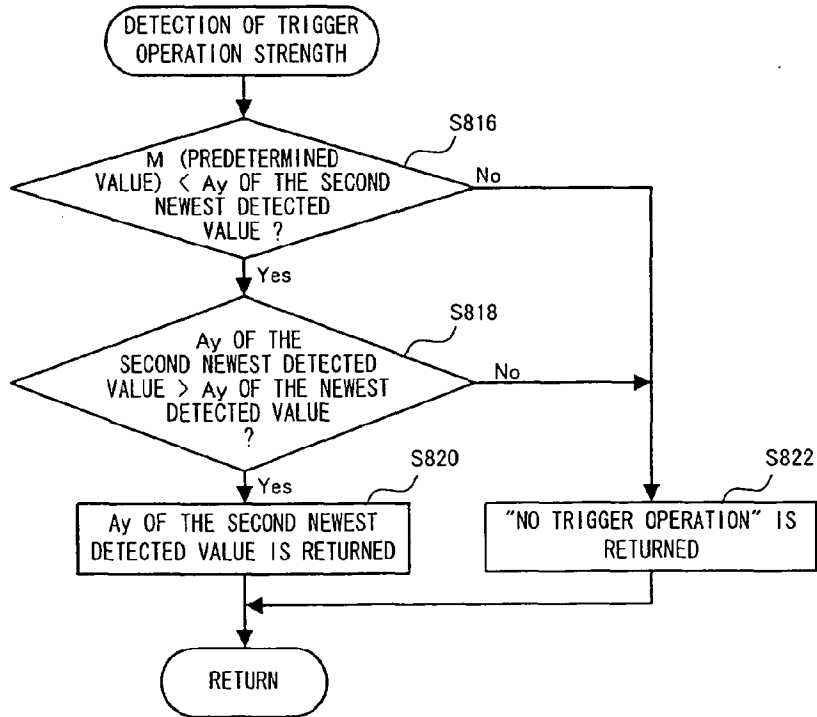 DETECTION OF TRIGGER
OPERATION STRENGTH
S816
M (PREDETERMINED
VALUE) < Ay OF THE SECOND
NEWEST DETECTED
VALUE ?
No
Yes
S818
Ay OF THE
SECOND NEWEST DETECTED
VALUE > Ay OF THE NEWEST
DETECTED VALUE
?
No
Yes
S820
Ay OF THE SECOND NEWEST
DETECTED VALUE IS RETURNED
S822
"NO TRIGGER OPERATION" IS
RETURNED
RETURN